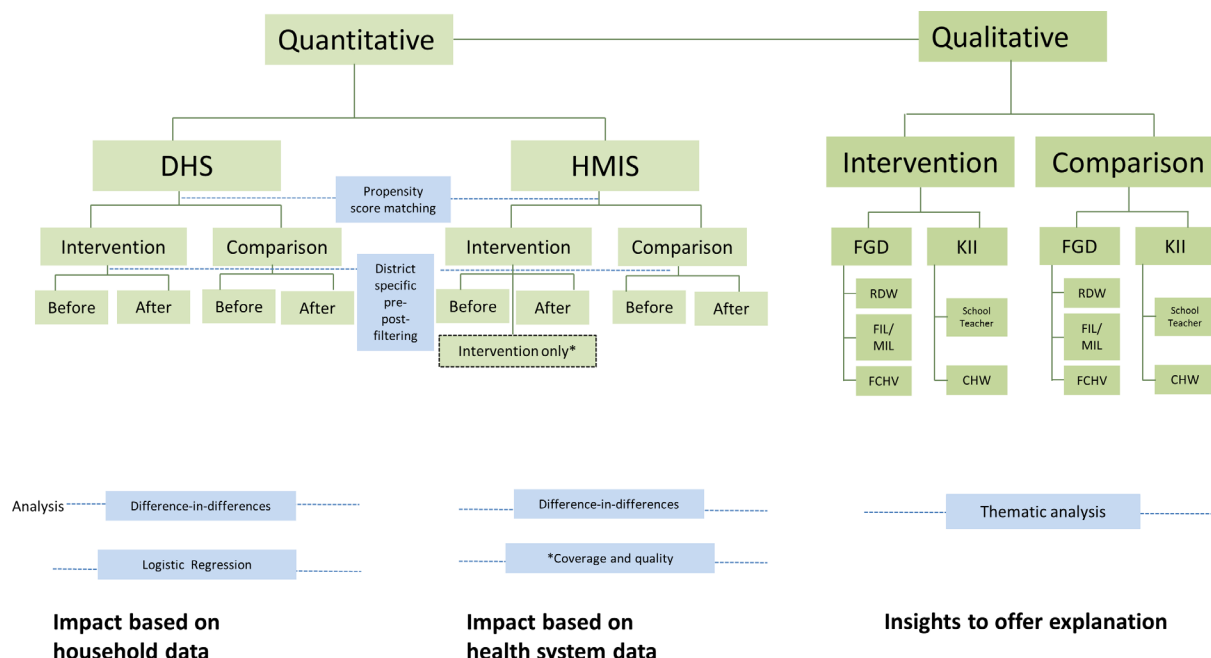 Quantitative
Qualitative
DHS
HMIS
Intervention
Comparison
Propensity
score matching
Intervention
Comparison
Intervention
Comparison
FGD
KII
FGD
KII
District
specific
pre-
post-
filtering
Before
After
Before
After
Before
After
Before
After
Intervention only*
RDW
School
Teacher
RDW
School
Teacher
FIL/
MIL
FIL/
MIL
FCHV
CHW
FCHV
CHW
Analysis
Difference-in-differences
Difference-in-differences
Thematic analysis
Logistic Regression
*Coverage and quality
Impact based on
household data
Impact based on
health system data
Insights to offer explanation